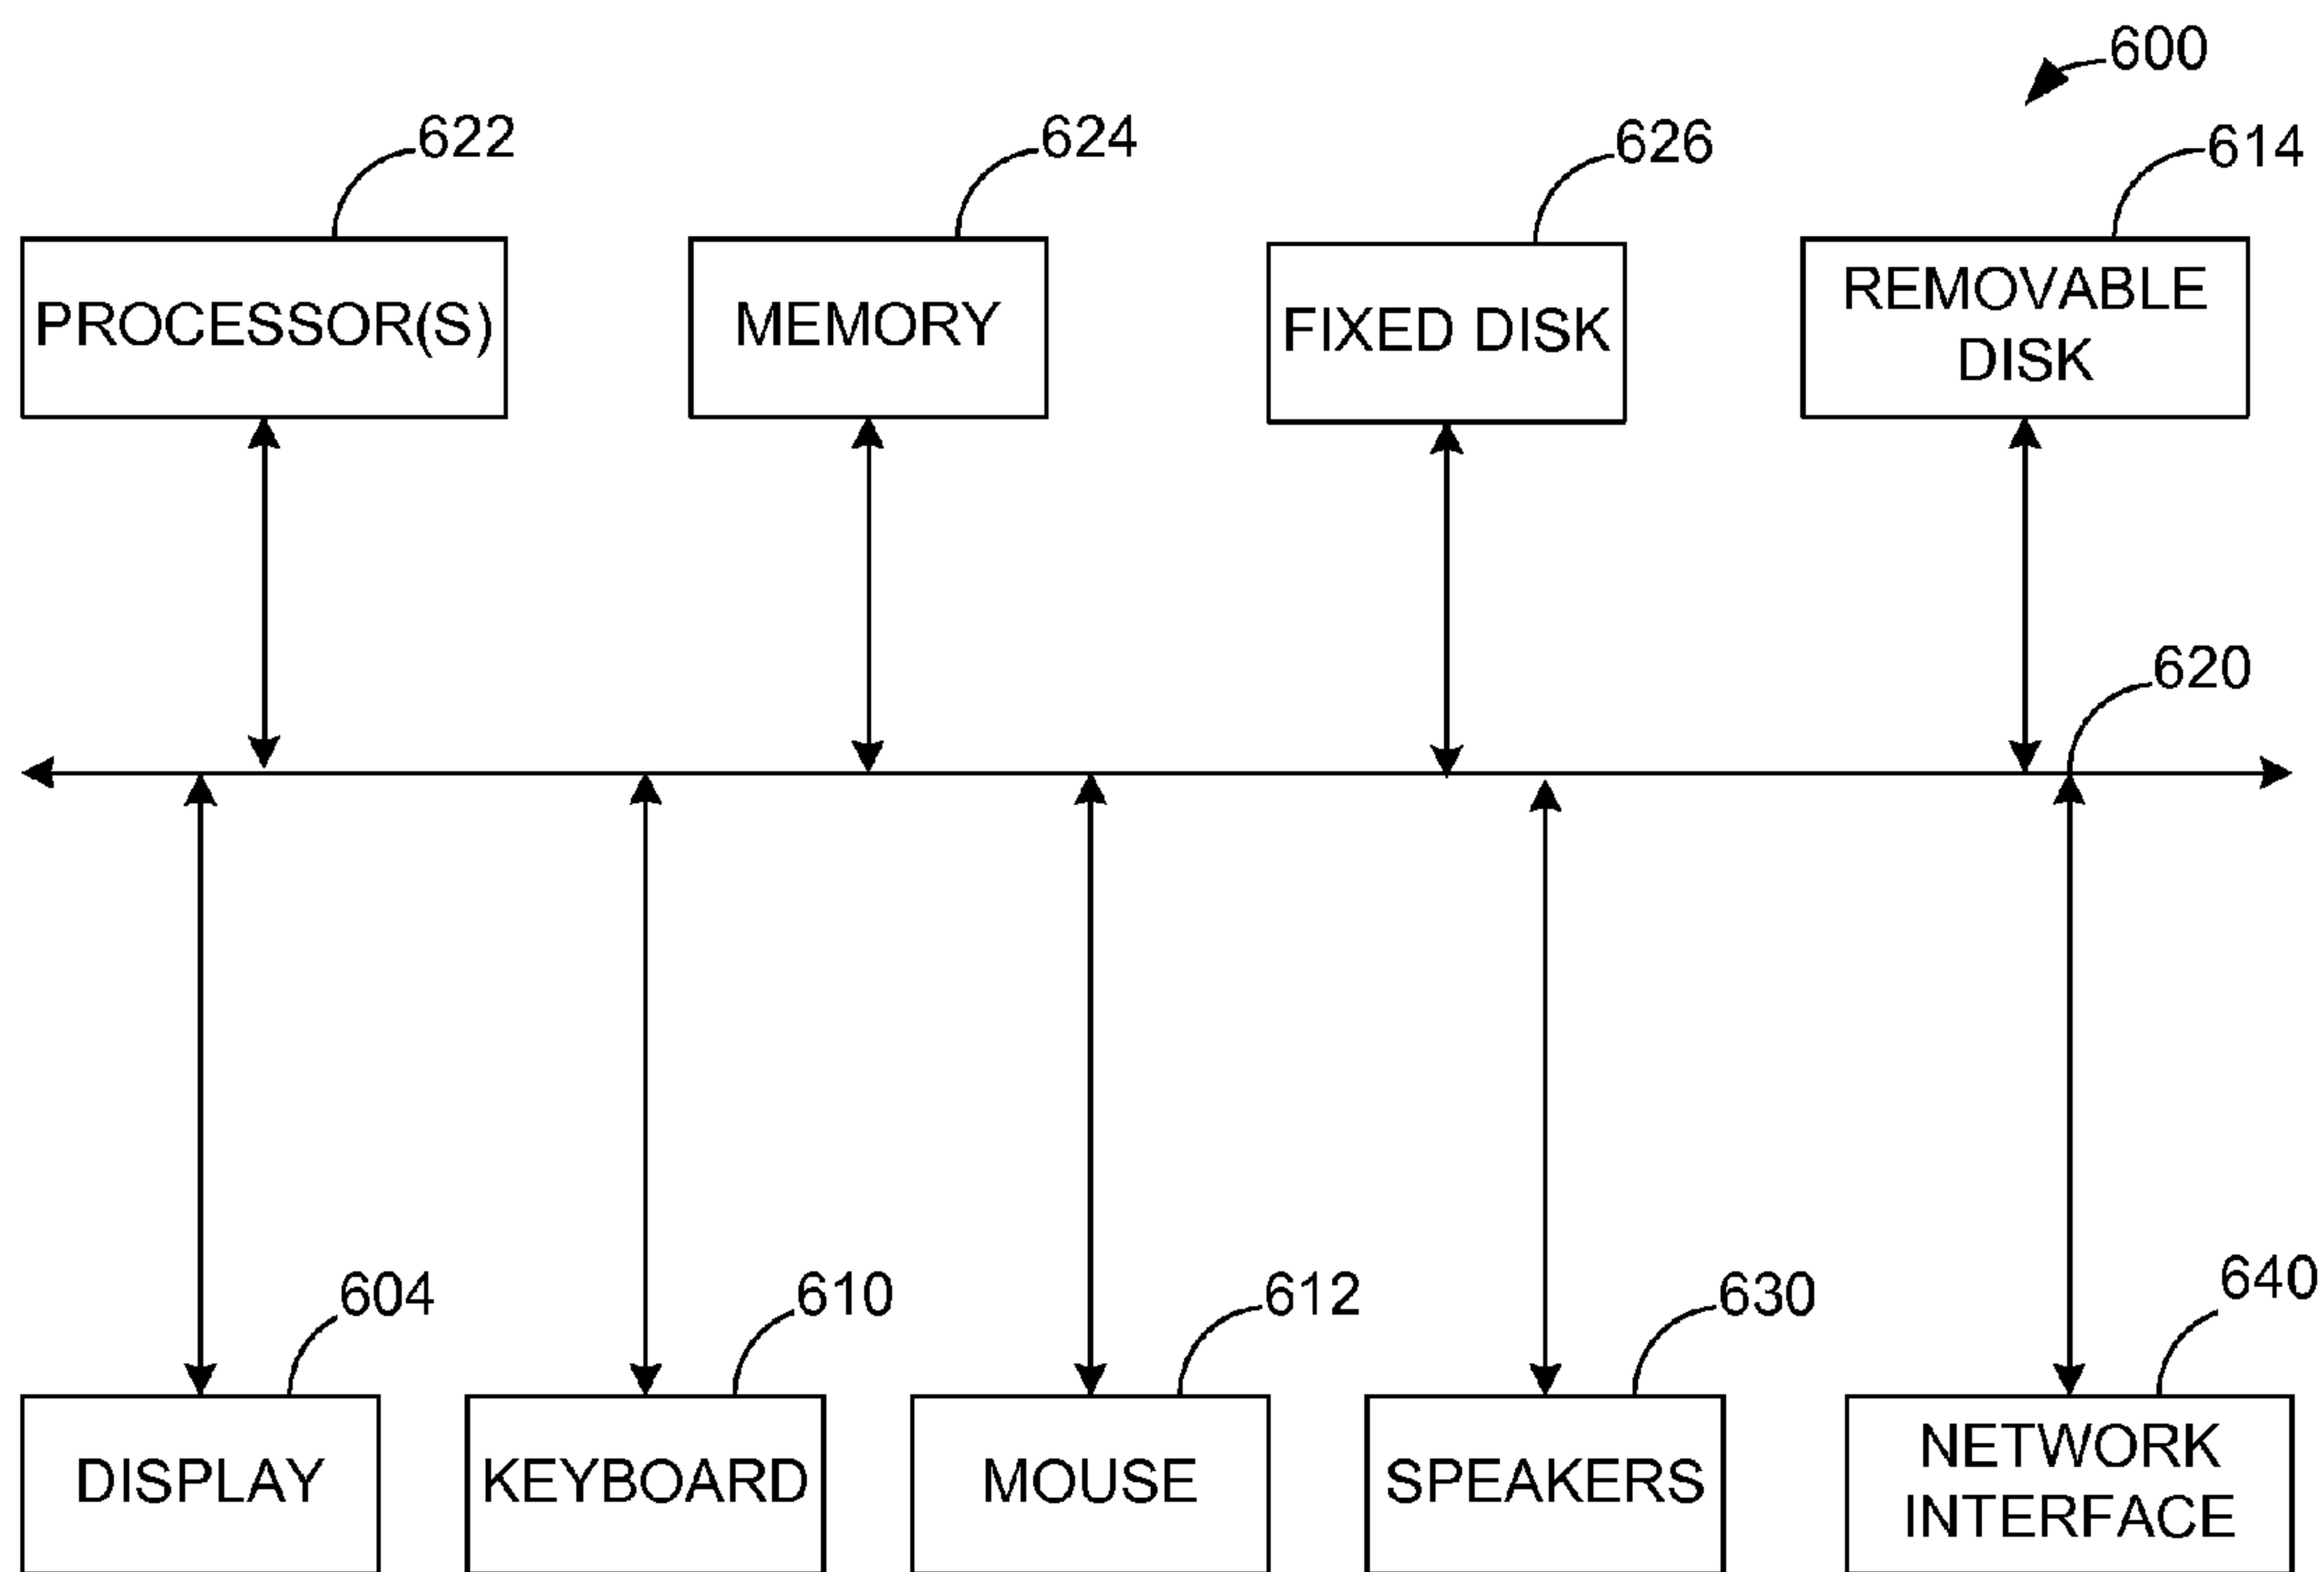 600
622
624
626
614
PROCESSOR(S)
MEMORY
FIXED DISK
REMOVABLE
DISK
620
604
610
612
630
640
DISPLAY
KEYBOARD
MOUSE
SPEAKERS
NETWORK
INTERFACE